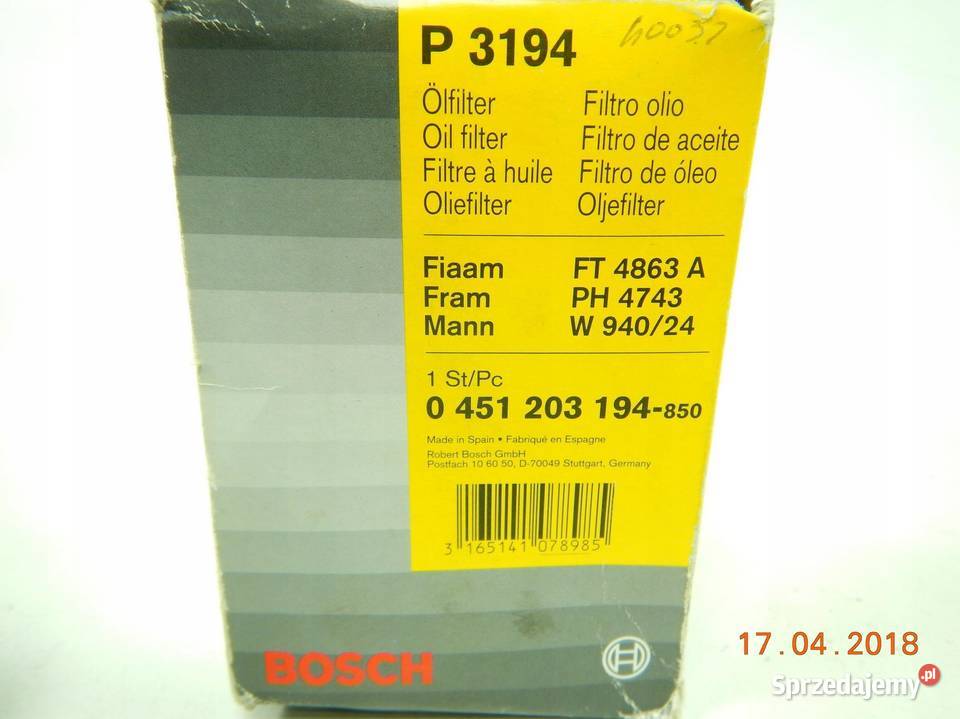 P 3194
Ölfilter Filtro olio
Oil filter Filtro de aceite
Filtre à huile Filtro de óleo
Oliefilter Oljefilter
Fiaam FT 4863 A
Fram PH 4743
Mann W 940/24
1 St/Pc
0 451 203 194-850
Made in Spain • Fabriqué en Espagne
Robert Bosch GmbH
Postfach 10 60 50, D-70049 Stuttgart, Germany
3 165141 078985
BOSCH
17.04.2018
Sprzedajemy.pl